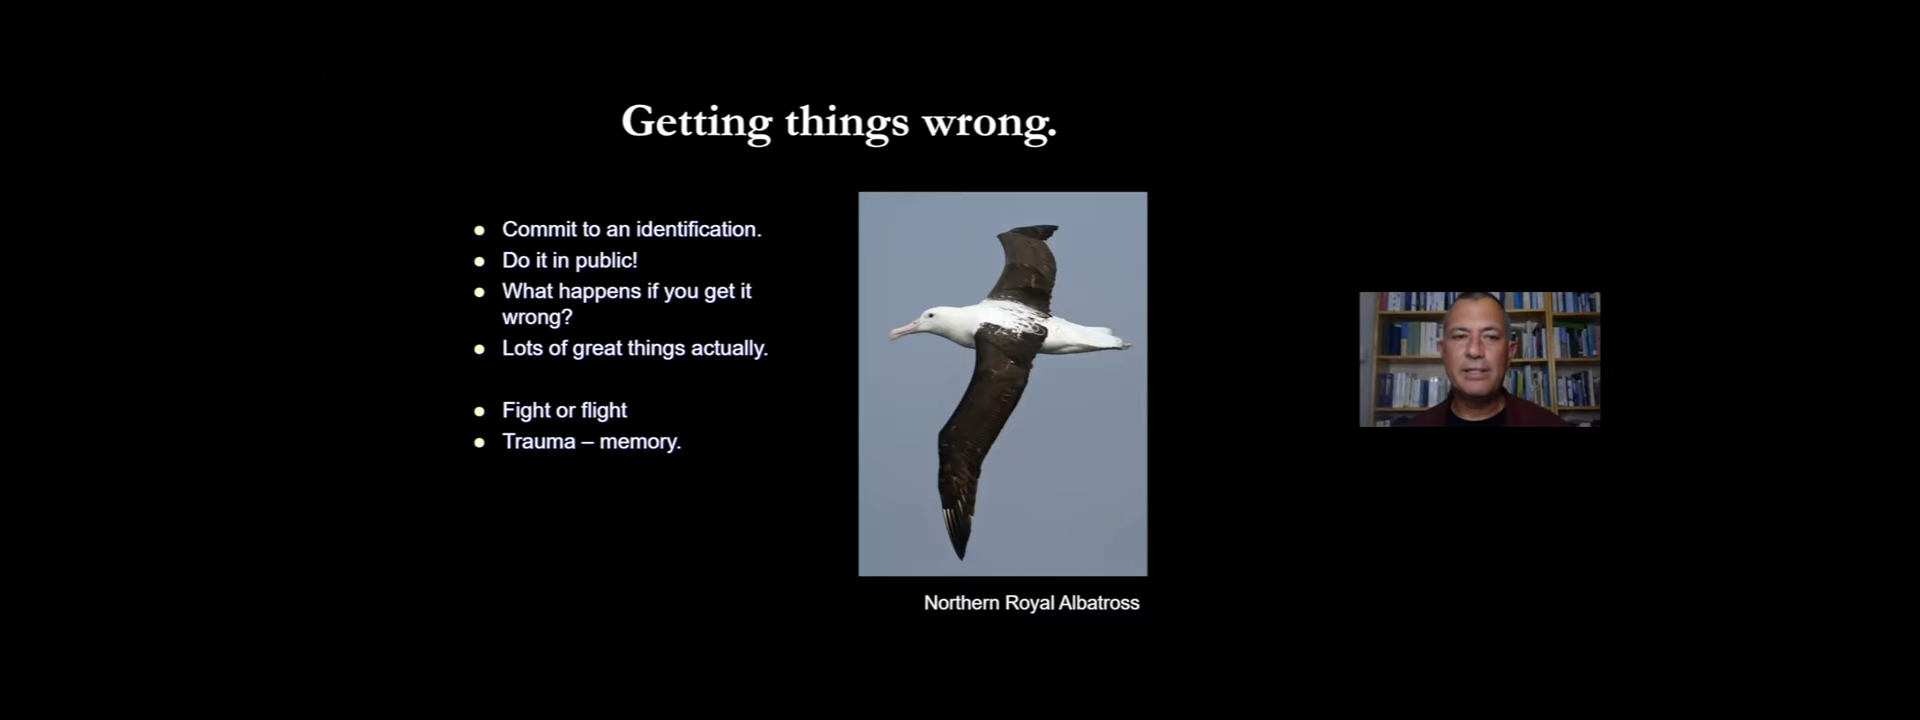 Getting things wrong.
● Commit to an identification.
● Do it in public!
● What happens if you get it
wrong?
● Lots of great things actually.
● Fight or flight
● Trauma – memory.
Northern Royal Albatross